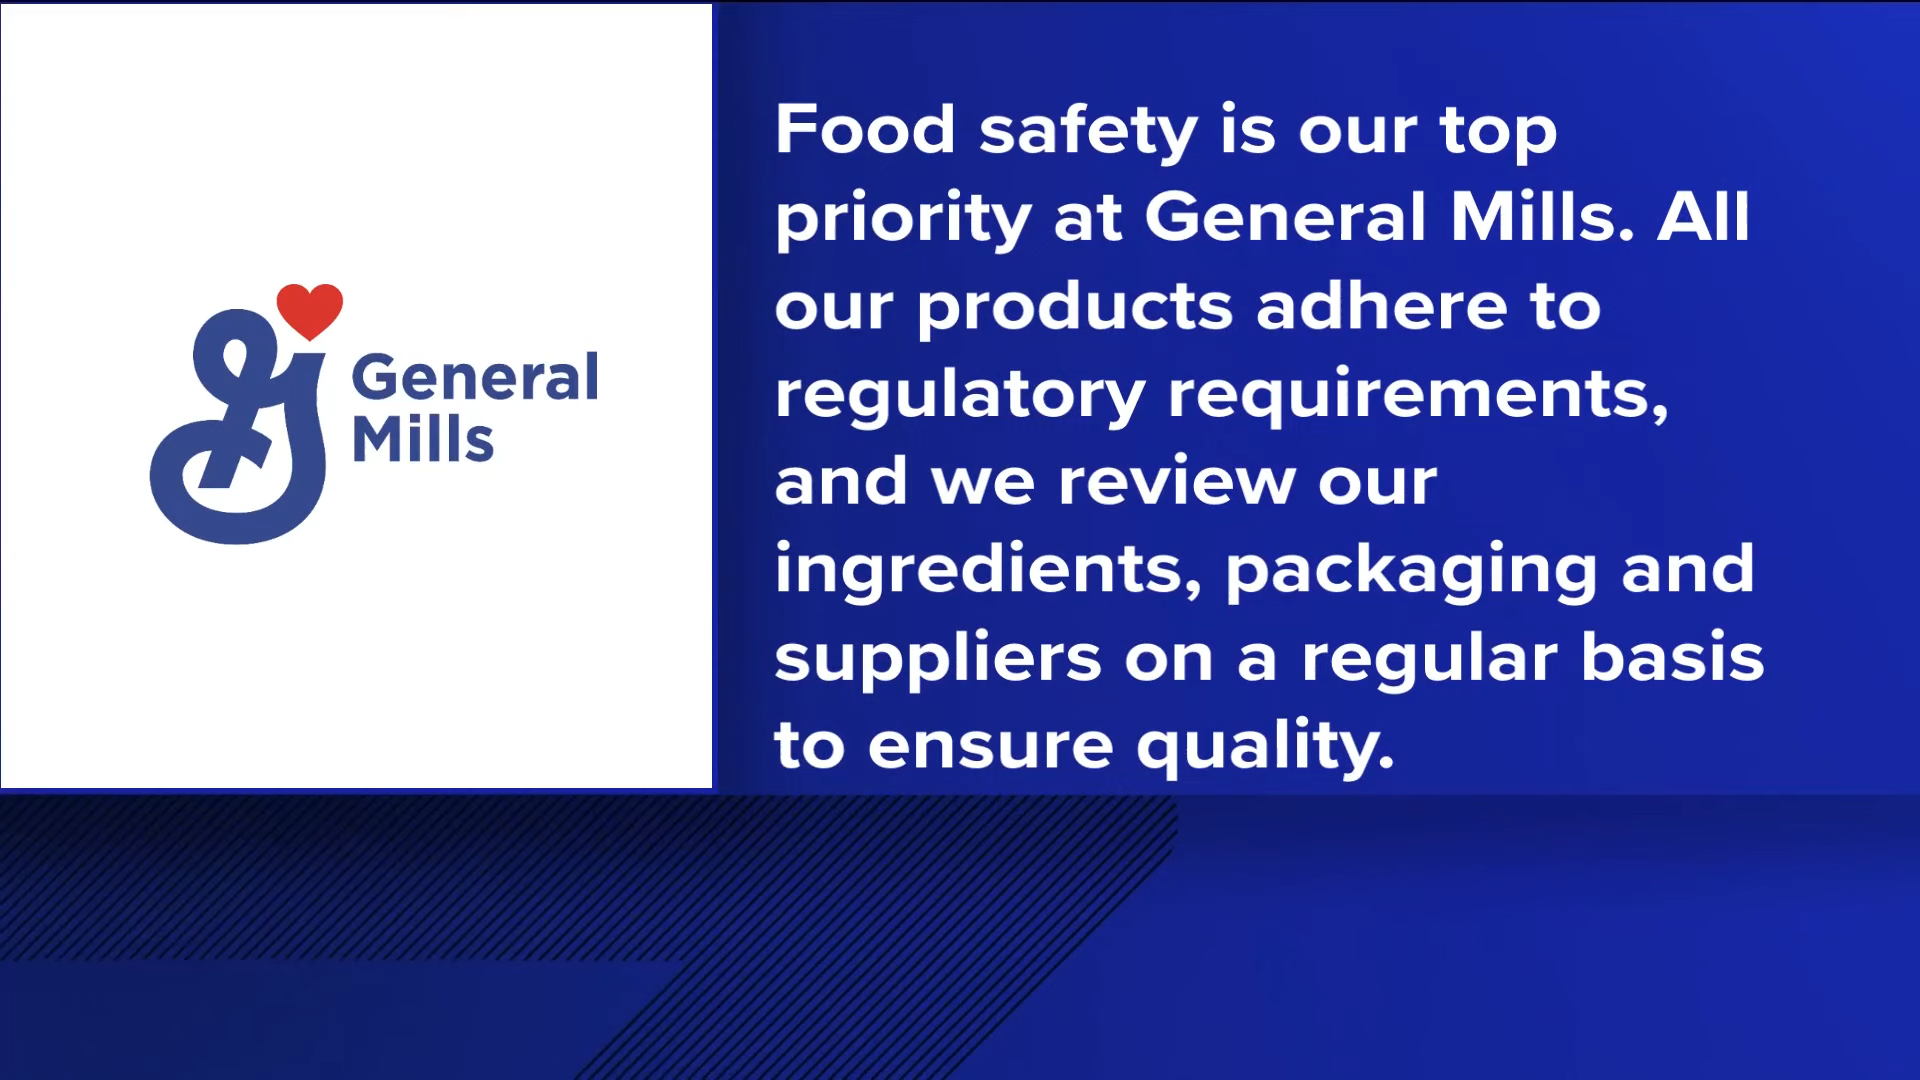 General
Mills
Food safety is our top
priority at General Mills. All
our products adhere to
regulatory requirements,
and we review our
ingredients, packaging and
suppliers on a regular basis
to ensure quality.